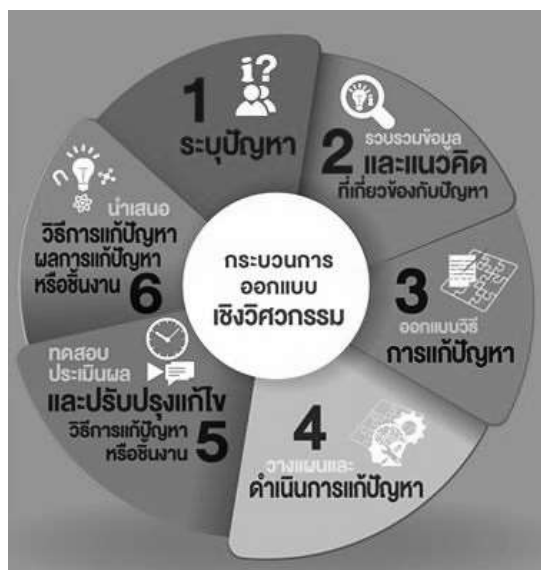 กระบวนการ
ออกแบบ
เชิงวิศวกรรม
i?
1
ระบุปัญหา
2
รวบรวมข้อมูล
และแนวคิด
ที่เกี่ยวข้องกับปัญหา
3
ออกแบบวิธี
การแก้ปัญหา
4
วางแผนและ
ดำเนินการแก้ปัญหา
ทดสอบ
ประเมินผล
และปรับปรุงแก้ไข
วิธีการแก้ปัญหา
หรือชิ้นงาน 5
นำเสนอ
วิธีการแก้ปัญหา
ผลการแก้ปัญหา
หรือชิ้นงาน 6